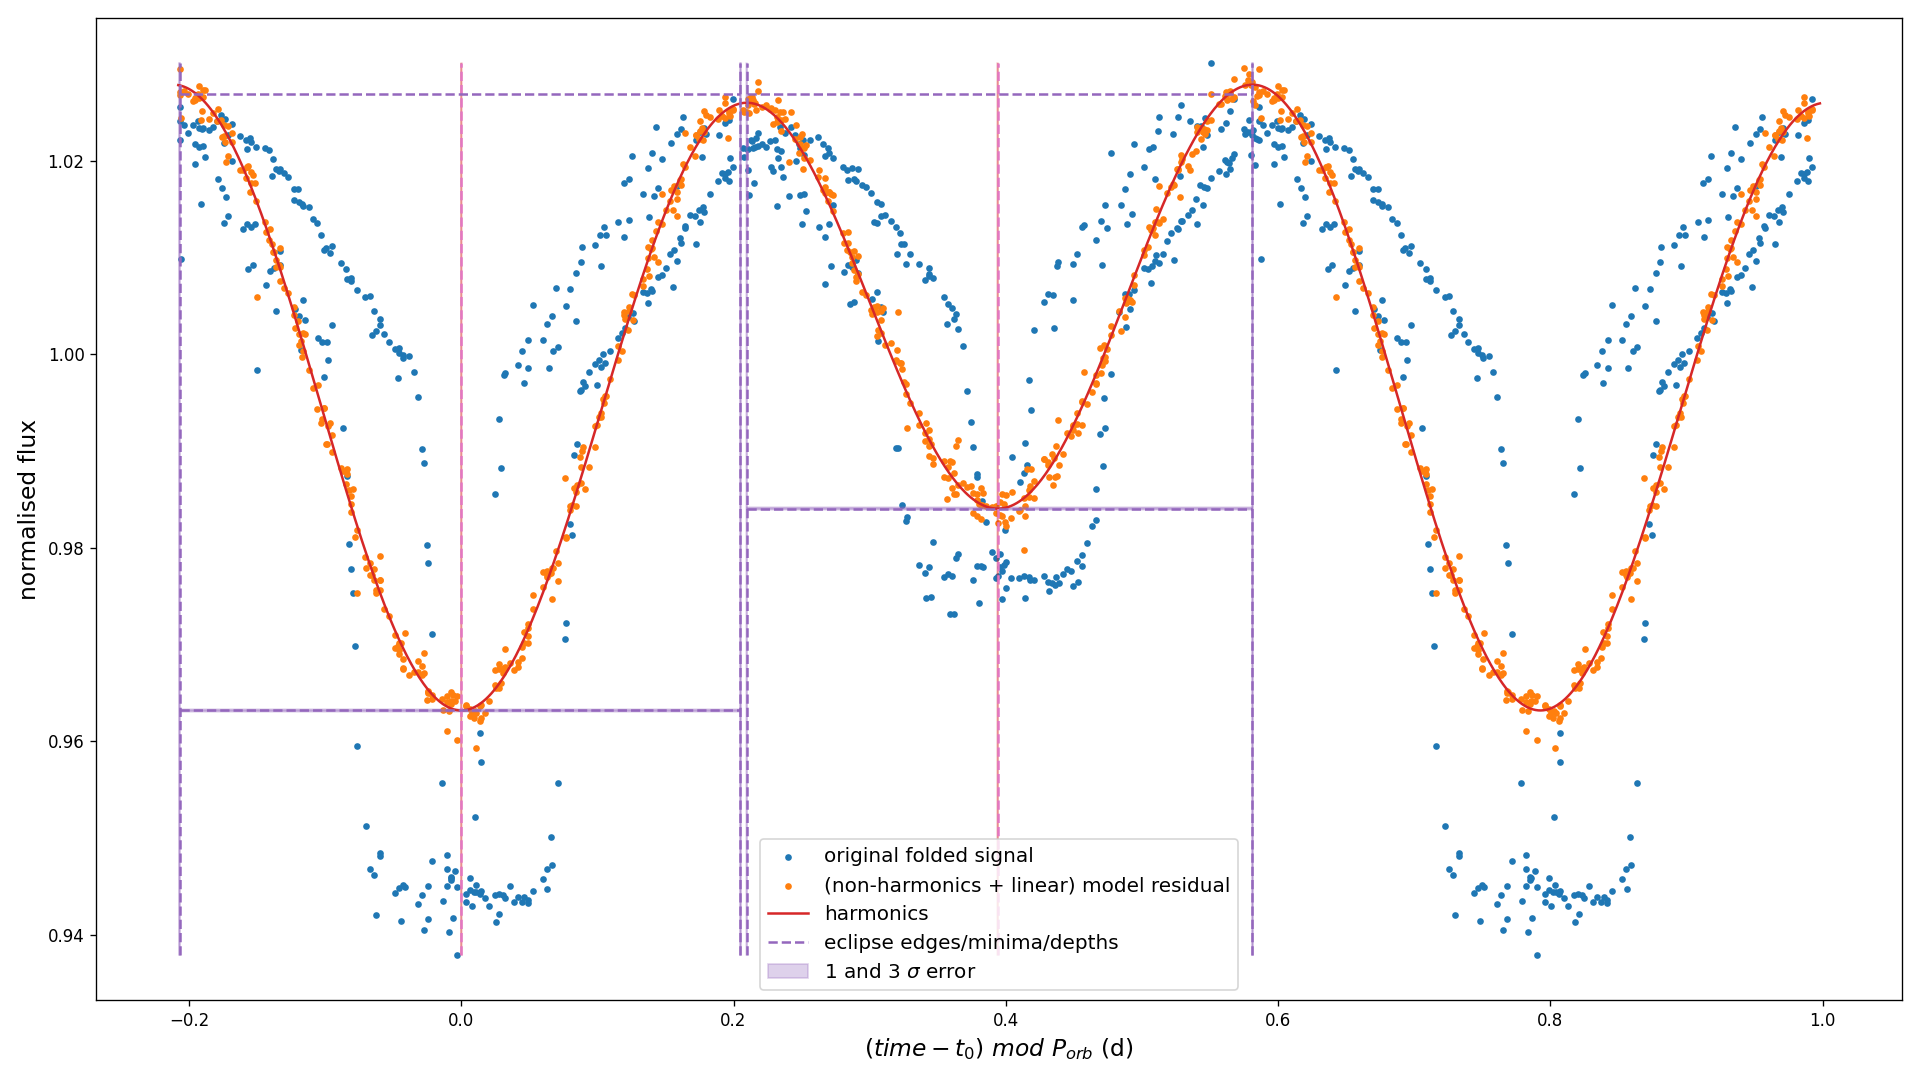 normalised flux
1.02
1.00
0.98
0.96
0.94
−0.2
0.0
0.2
0.4
0.6
0.8
1.0
(time − t₀) mod P_orb (d)
original folded signal
(non-harmonics + linear) model residual
harmonics
eclipse edges/minima/depths
1 and 3 σ error